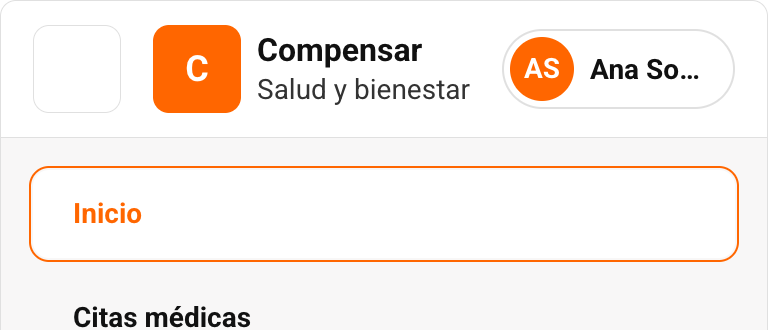 C
Compensar
Salud y bienestar
AS
Ana So...
Inicio
Citas médicas